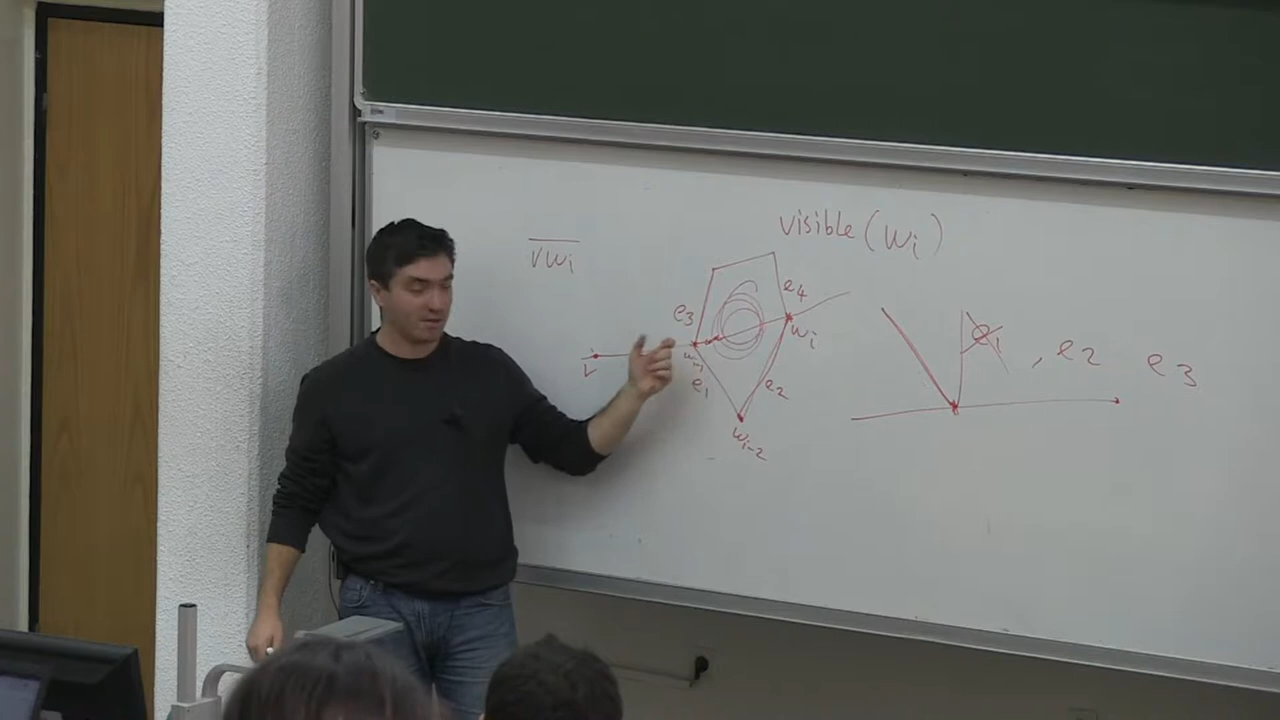 visible (wi)
vwi
e4
e3
wi
wi-1
v
e1
e2
wi-2
e1 , e2 e3